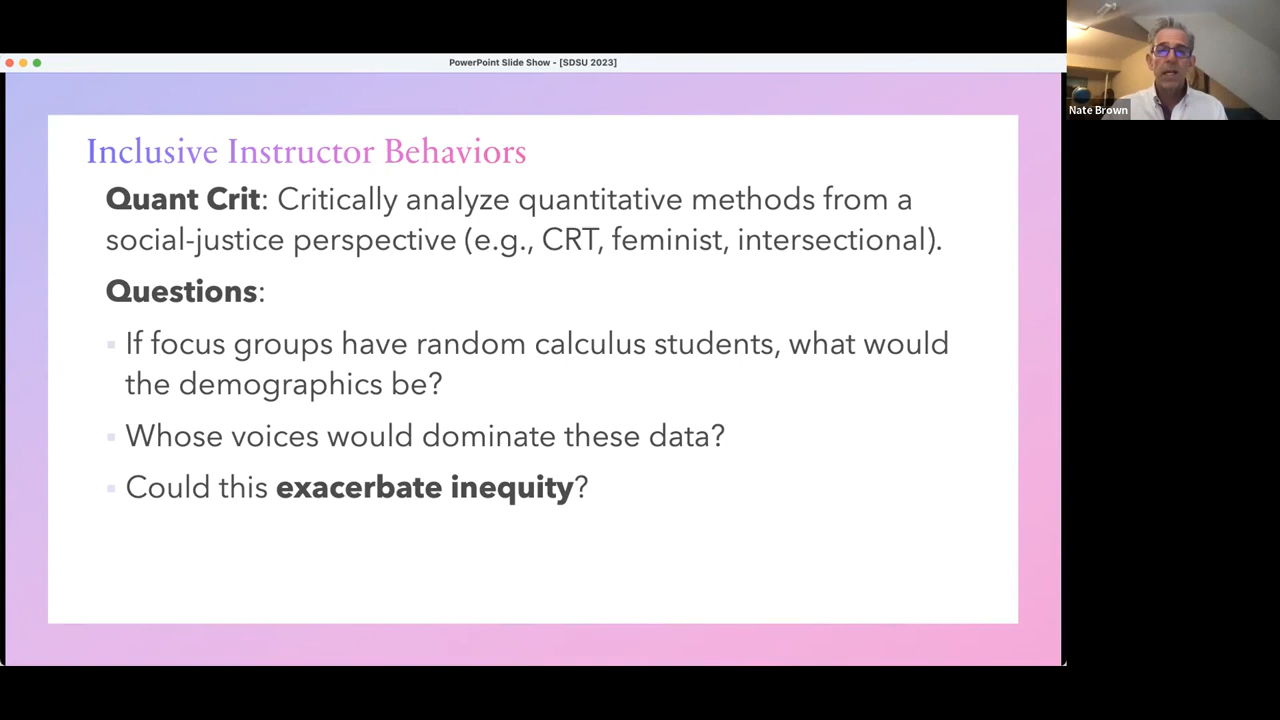 PowerPoint Slide Show - [SDSU 2023]
Nate Brown
Inclusive Instructor Behaviors
Quant Crit: Critically analyze quantitative methods from a
social-justice perspective (e.g., CRT, feminist, intersectional).
Questions:
If focus groups have random calculus students, what would
the demographics be?
Whose voices would dominate these data?
Could this exacerbate inequity?